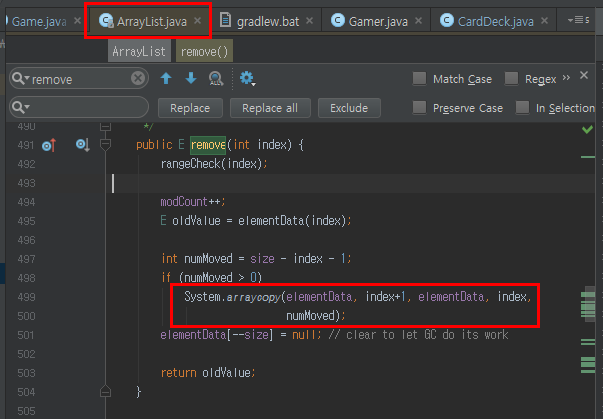 Game.java × ArrayList.java × gradlew.bat × Gamer.java × CardDeck.java ×
ArrayList remove()
remove Match Case Regex »
Replace Replace all Exclude Preserve Case In Selection
490 */
491 public E remove(int index) {
492 rangeCheck(index);
493
494 modCount++;
495 E oldValue = elementData(index);
496
497 int numMoved = size - index - 1;
498 if (numMoved > 0)
499 System.arraycopy(elementData, index+1, elementData, index,
500 numMoved);
501 elementData[--size] = null; // clear to let GC do its work
502
503 return oldValue;
504 }
505